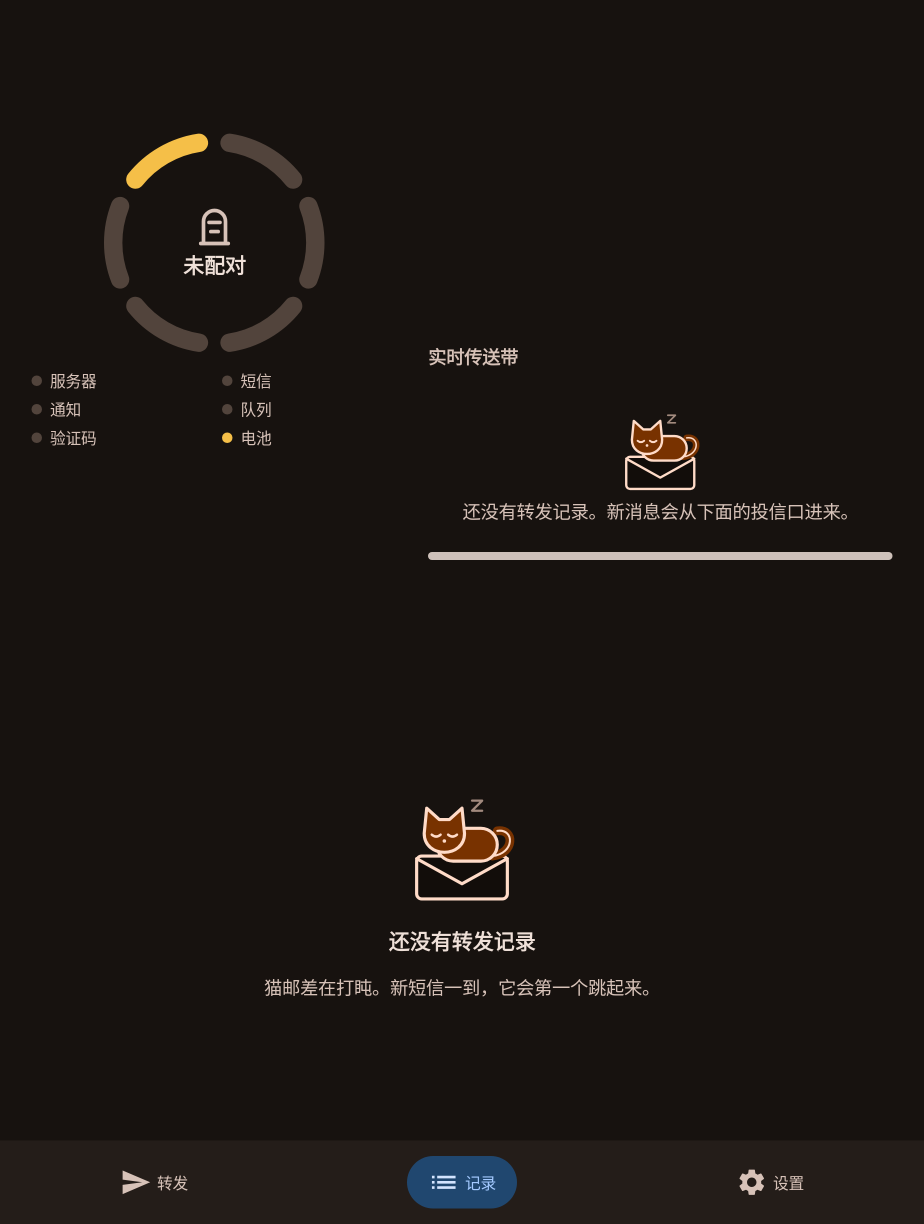 未配对
服务器
短信
通知
队列
验证码
电池
实时传送带
z
还没有转发记录。新消息会从下面的投信口进来。
z
还没有转发记录
猫邮差在打盹。新短信一到，它会第一个跳起来。
转发
记录
设置